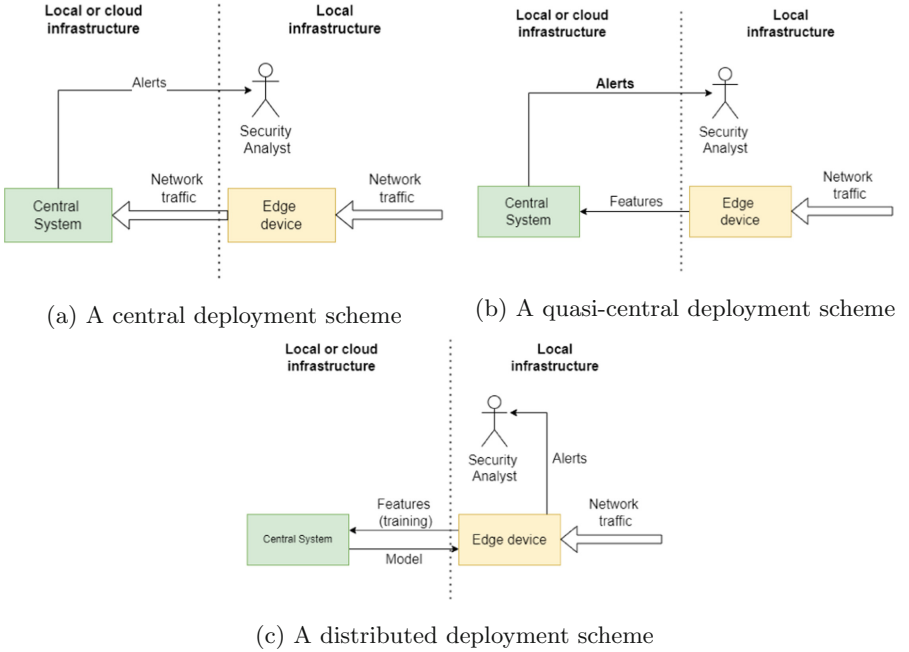 Local or cloud
infrastructure
Local
infrastructure
Alerts
Security
Analyst
Network
traffic
Network
traffic
Central
System
Edge
device
(a) A central deployment scheme
Local or cloud
infrastructure
Local
infrastructure
Alerts
Security
Analyst
Network
traffic
Central
System
Features
Edge
device
(b) A quasi-central deployment scheme
Local or cloud
infrastructure
Local
infrastructure
Security
Analyst
Alerts
Features
(training)
Network
traffic
Central System
Edge device
Model
(c) A distributed deployment scheme